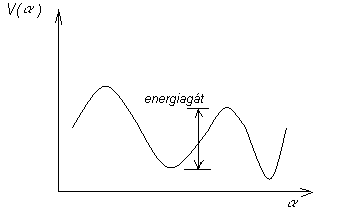 V(α)
energiagát
α